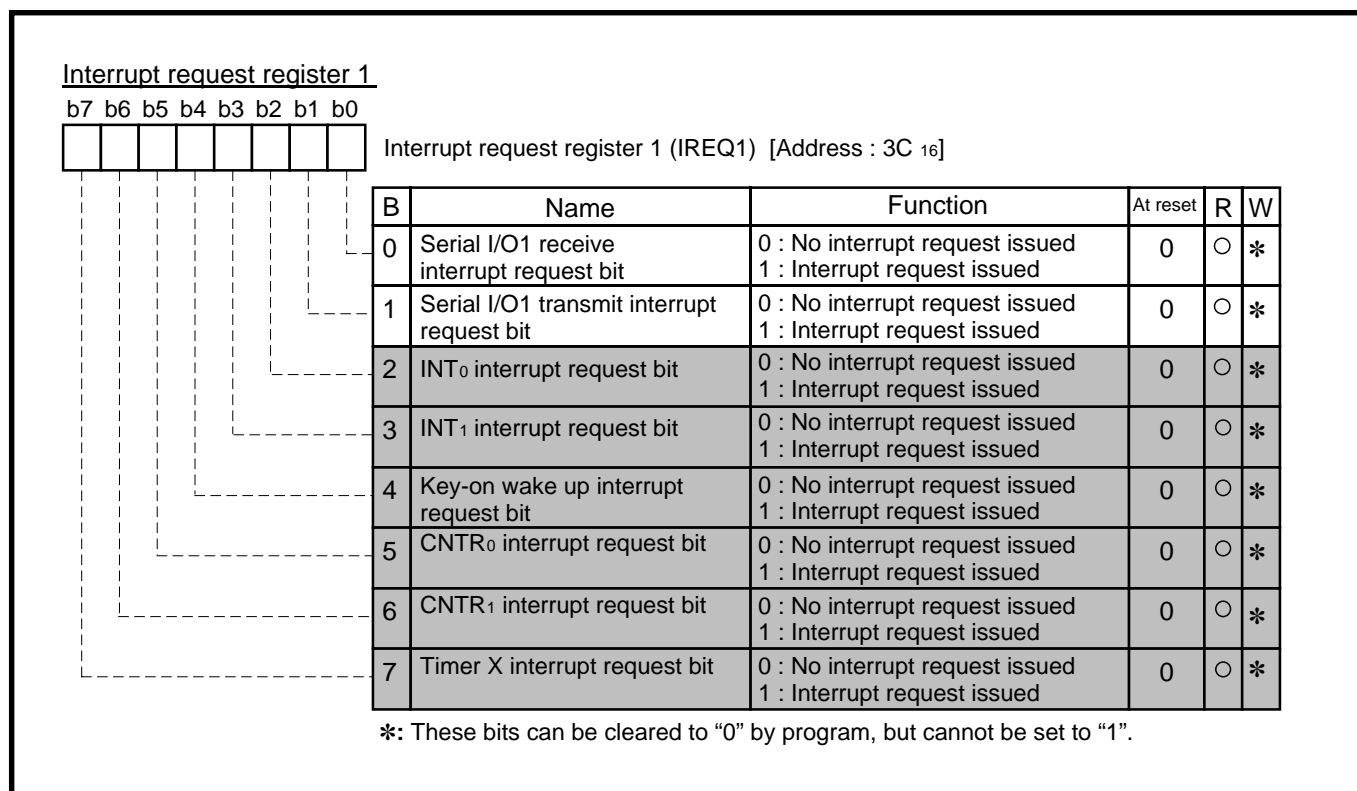 Interrupt request register 1
b7 b6 b5 b4 b3 b2 b1 b0
Interrupt request register 1 (IREQ1) [Address : 3C 16]
B Name Function At reset R W
0 Serial I/O1 receive interrupt request bit 0 : No interrupt request issued 1 : Interrupt request issued 0 ○ ✻
1 Serial I/O1 transmit interrupt request bit 0 : No interrupt request issued 1 : Interrupt request issued 0 ○ ✻
2 INT0 interrupt request bit 0 : No interrupt request issued 1 : Interrupt request issued 0 ○ ✻
3 INT1 interrupt request bit 0 : No interrupt request issued 1 : Interrupt request issued 0 ○ ✻
4 Key-on wake up interrupt request bit 0 : No interrupt request issued 1 : Interrupt request issued 0 ○ ✻
5 CNTR0 interrupt request bit 0 : No interrupt request issued 1 : Interrupt request issued 0 ○ ✻
6 CNTR1 interrupt request bit 0 : No interrupt request issued 1 : Interrupt request issued 0 ○ ✻
7 Timer X interrupt request bit 0 : No interrupt request issued 1 : Interrupt request issued 0 ○ ✻
✻: These bits can be cleared to “0” by program, but cannot be set to “1”.